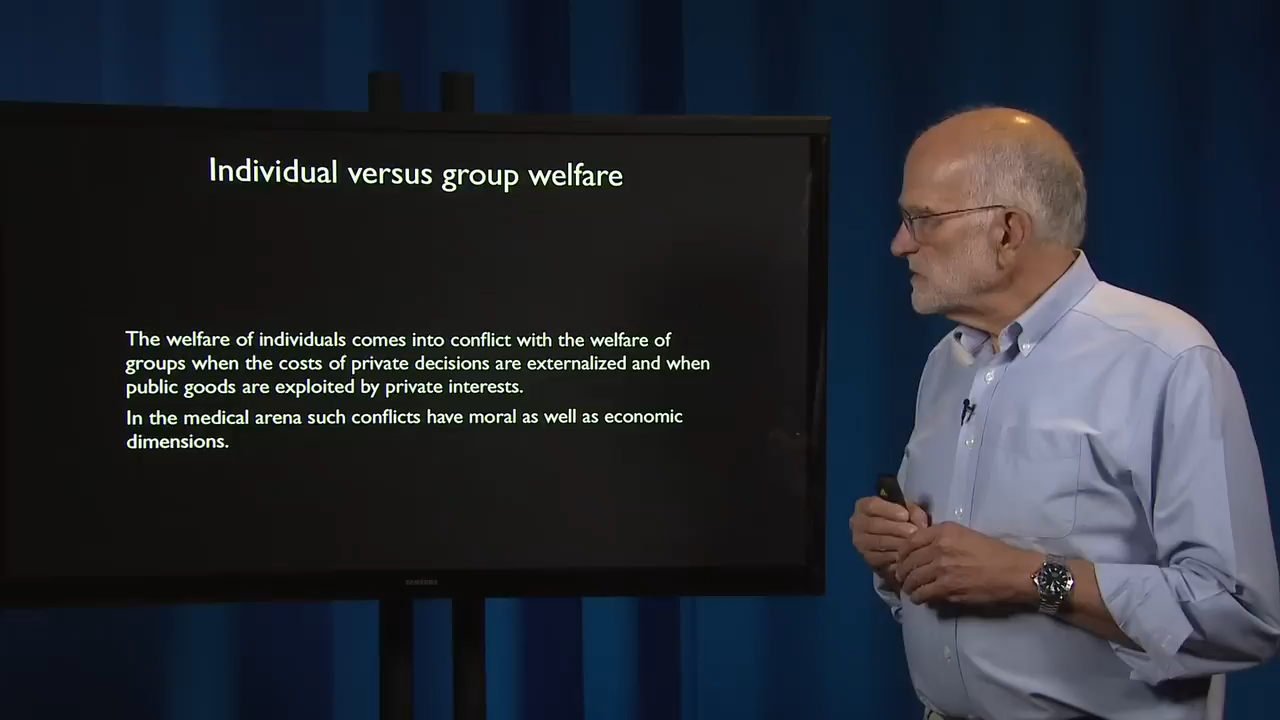 Individual versus group welfare
The welfare of individuals comes into conflict with the welfare of
groups when the costs of private decisions are externalized and when
public goods are exploited by private interests.
In the medical arena such conflicts have moral as well as economic
dimensions.
SAMSUNG